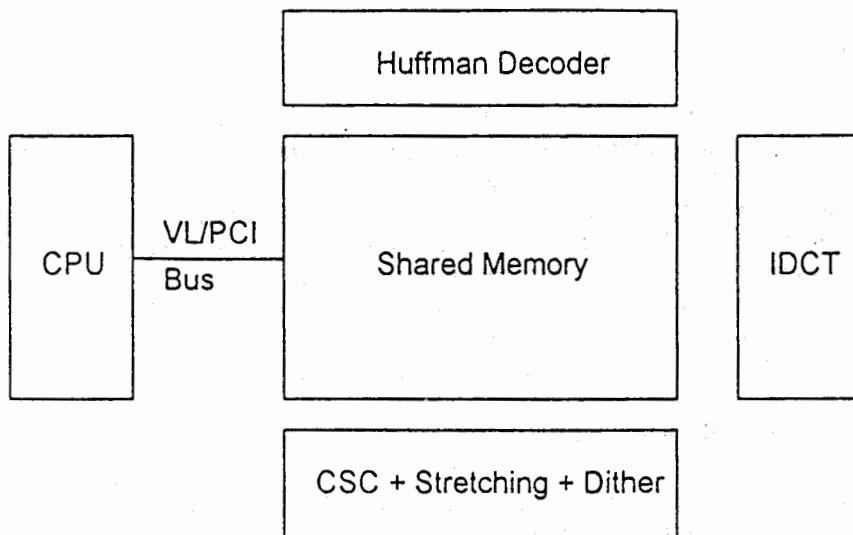 Huffman Decoder
CPU
VL/PCI
Bus
Shared Memory
IDCT
CSC + Stretching + Dither